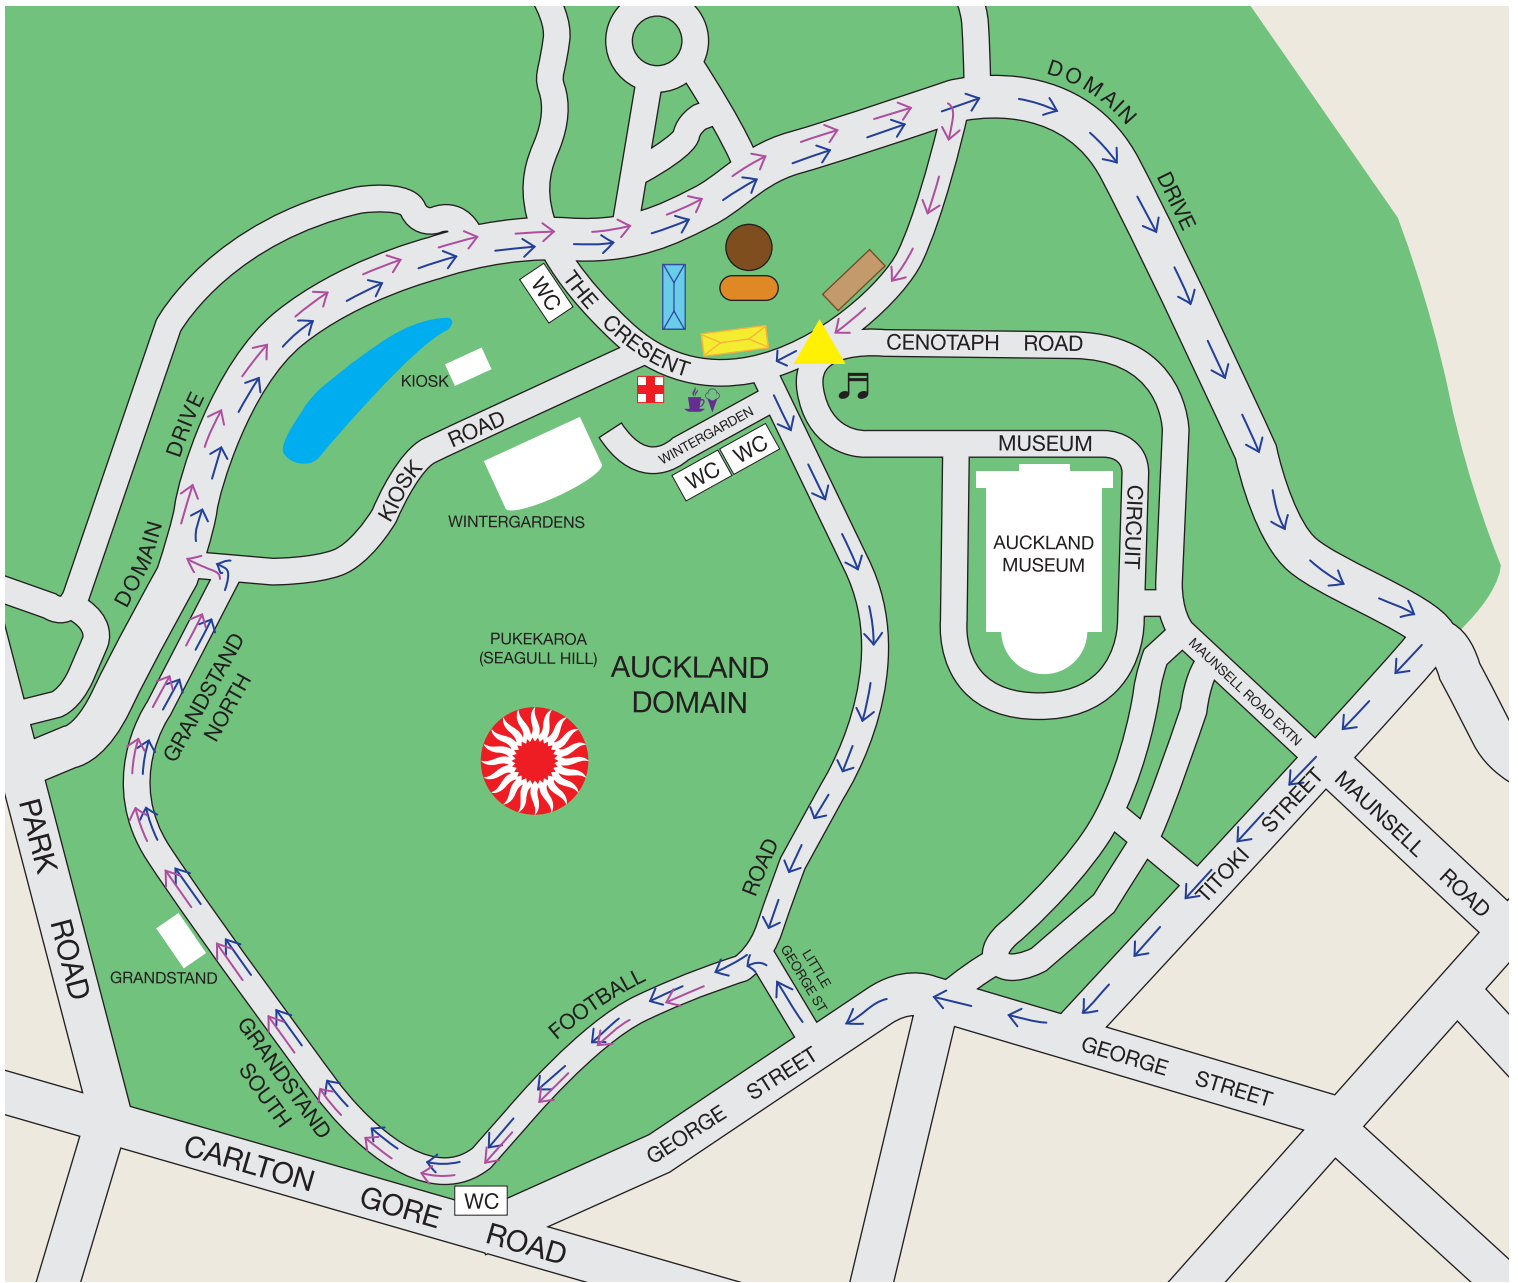 DOMAIN
DRIVE
WC
THE CRESENT
CENOTAPH ROAD
KIOSK
DRIVE
KIOSK ROAD
WINTERGARDEN
WC
WC
MUSEUM
CIRCUIT
WINTERGARDENS
AUCKLAND
MUSEUM
DOMAIN
PUKEKAROA
(SEAGULL HILL)
AUCKLAND
DOMAIN
GRANDSTAND
NORTH
MAUNSELL ROAD EXTN
MAUNSELL ROAD
TITOKI STREET
PARK ROAD
ROAD
LITTLE
GEORGE ST
GRANDSTAND
FOOTBALL
GRANDSTAND
SOUTH
GEORGE STREET
GEORGE STREET
CARLTON GORE ROAD
WC